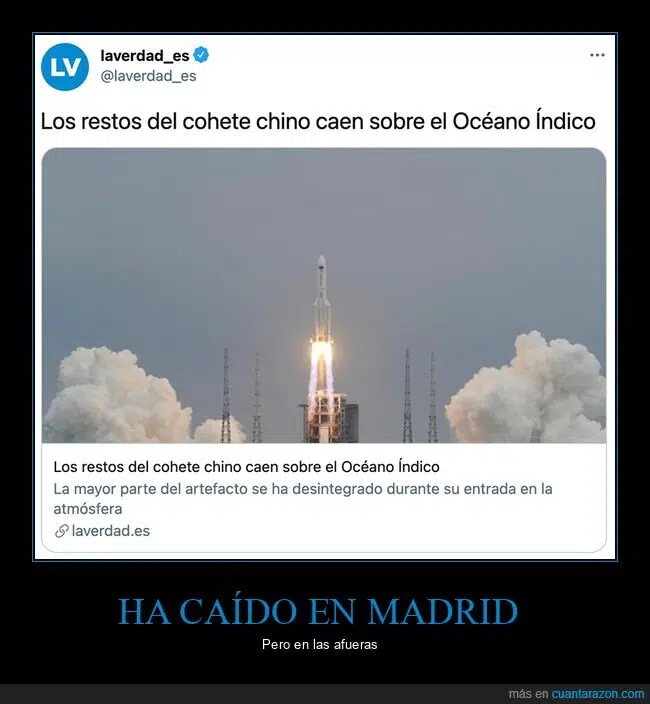 LV
laverdad_es
@laverdad_es
Los restos del cohete chino caen sobre el Océano Índico
Los restos del cohete chino caen sobre el Océano Índico
La mayor parte del artefacto se ha desintegrado durante su entrada en la
atmósfera
laverdad.es
HA CAÍDO EN MADRID
Pero en las afueras
más en cuantarazon.com